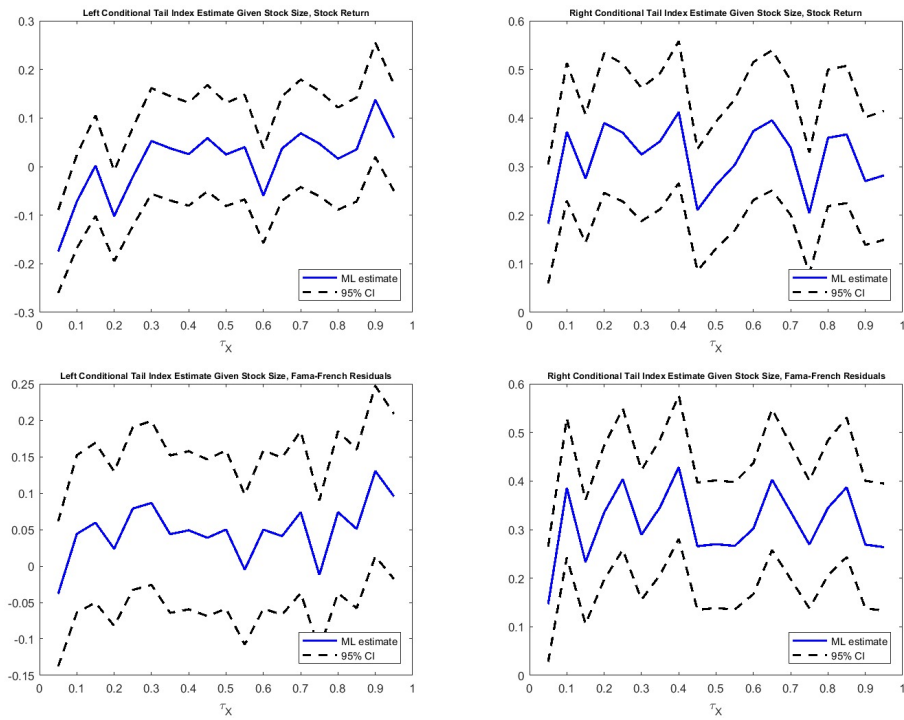 Left Conditional Tail Index Estimate Given Stock Size, Stock Return
0.3
0.2
0.1
0
-0.1
-0.2
-0.3
ML estimate
95% CI
0 0.1 0.2 0.3 0.4 0.5 0.6 0.7 0.8 0.9 1
τX
Right Conditional Tail Index Estimate Given Stock Size, Stock Return
0.6
0.5
0.4
0.3
0.2
0.1
0
ML estimate
95% CI
0 0.1 0.2 0.3 0.4 0.5 0.6 0.7 0.8 0.9 1
τX
Left Conditional Tail Index Estimate Given Stock Size, Fama-French Residuals
0.25
0.2
0.15
0.1
0.05
0
-0.05
-0.1
-0.15
ML estimate
95% CI
0 0.1 0.2 0.3 0.4 0.5 0.6 0.7 0.8 0.9 1
τX
Right Conditional Tail Index Estimate Given Stock Size, Fama-French Residuals
0.6
0.5
0.4
0.3
0.2
0.1
0
ML estimate
95% CI
0 0.1 0.2 0.3 0.4 0.5 0.6 0.7 0.8 0.9 1
τX